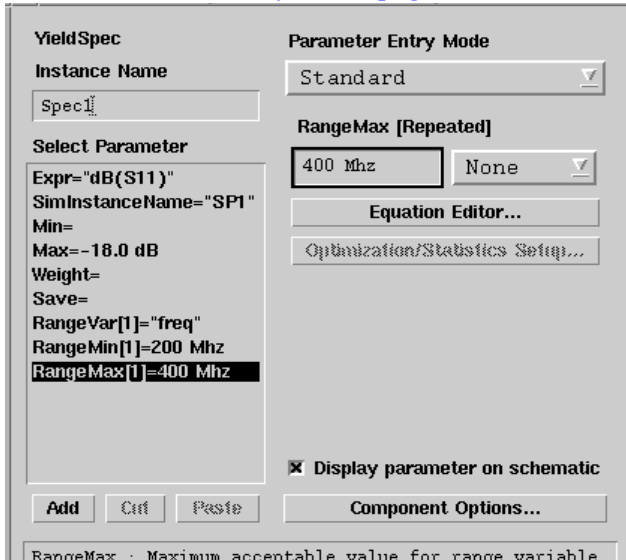 YieldSpec
Instance Name
Spec1
Select Parameter
Expr="dB(S11)"
SimInstanceName="SP1"
Min=
Max=-18.0 dB
Weight=
Save=
RangeVar[1]="freq"
RangeMin[1]=200 Mhz
RangeMax[1]=400 Mhz
Add Cut Paste
Parameter Entry Mode
Standard
RangeMax [Repeated]
400 Mhz None
Equation Editor...
Optimization/Statistics Setup...
Display parameter on schematic
Component Options...
RangeMax : Maximum acceptable value for range variable